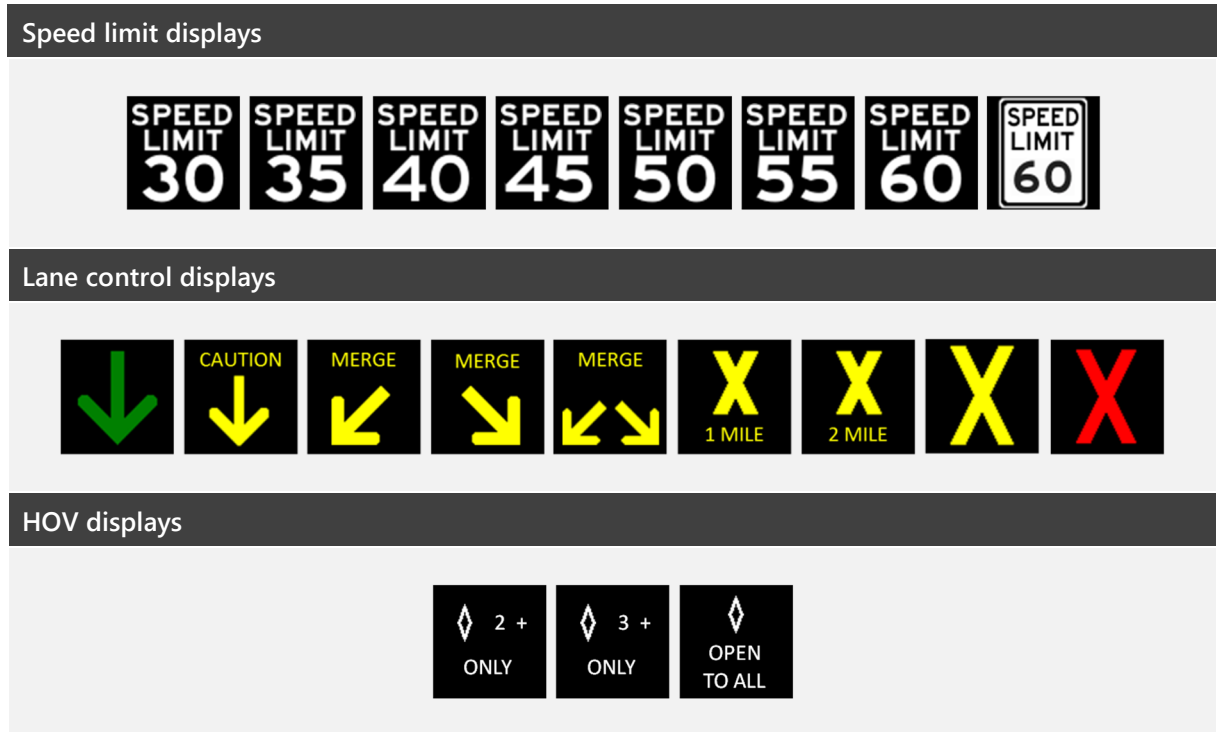 Speed limit displays
SPEED LIMIT 30
SPEED LIMIT 35
SPEED LIMIT 40
SPEED LIMIT 45
SPEED LIMIT 50
SPEED LIMIT 55
SPEED LIMIT 60
SPEED LIMIT 60
Lane control displays
CAUTION
MERGE
MERGE
MERGE
X
1 MILE
X
2 MILE
X
X
HOV displays
2 +
ONLY
3 +
ONLY
OPEN
TO ALL